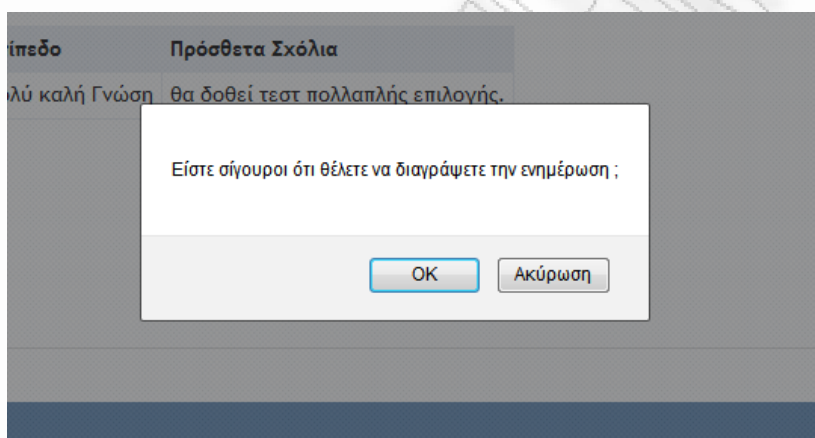 ίπεδο Πρόσθετα Σχόλια
λύ καλή Γνώση θα δοθεί τεστ πολλαπλής επιλογής.
Είστε σίγουροι ότι θέλετε να διαγράψετε την ενημέρωση ;
OK Ακύρωση